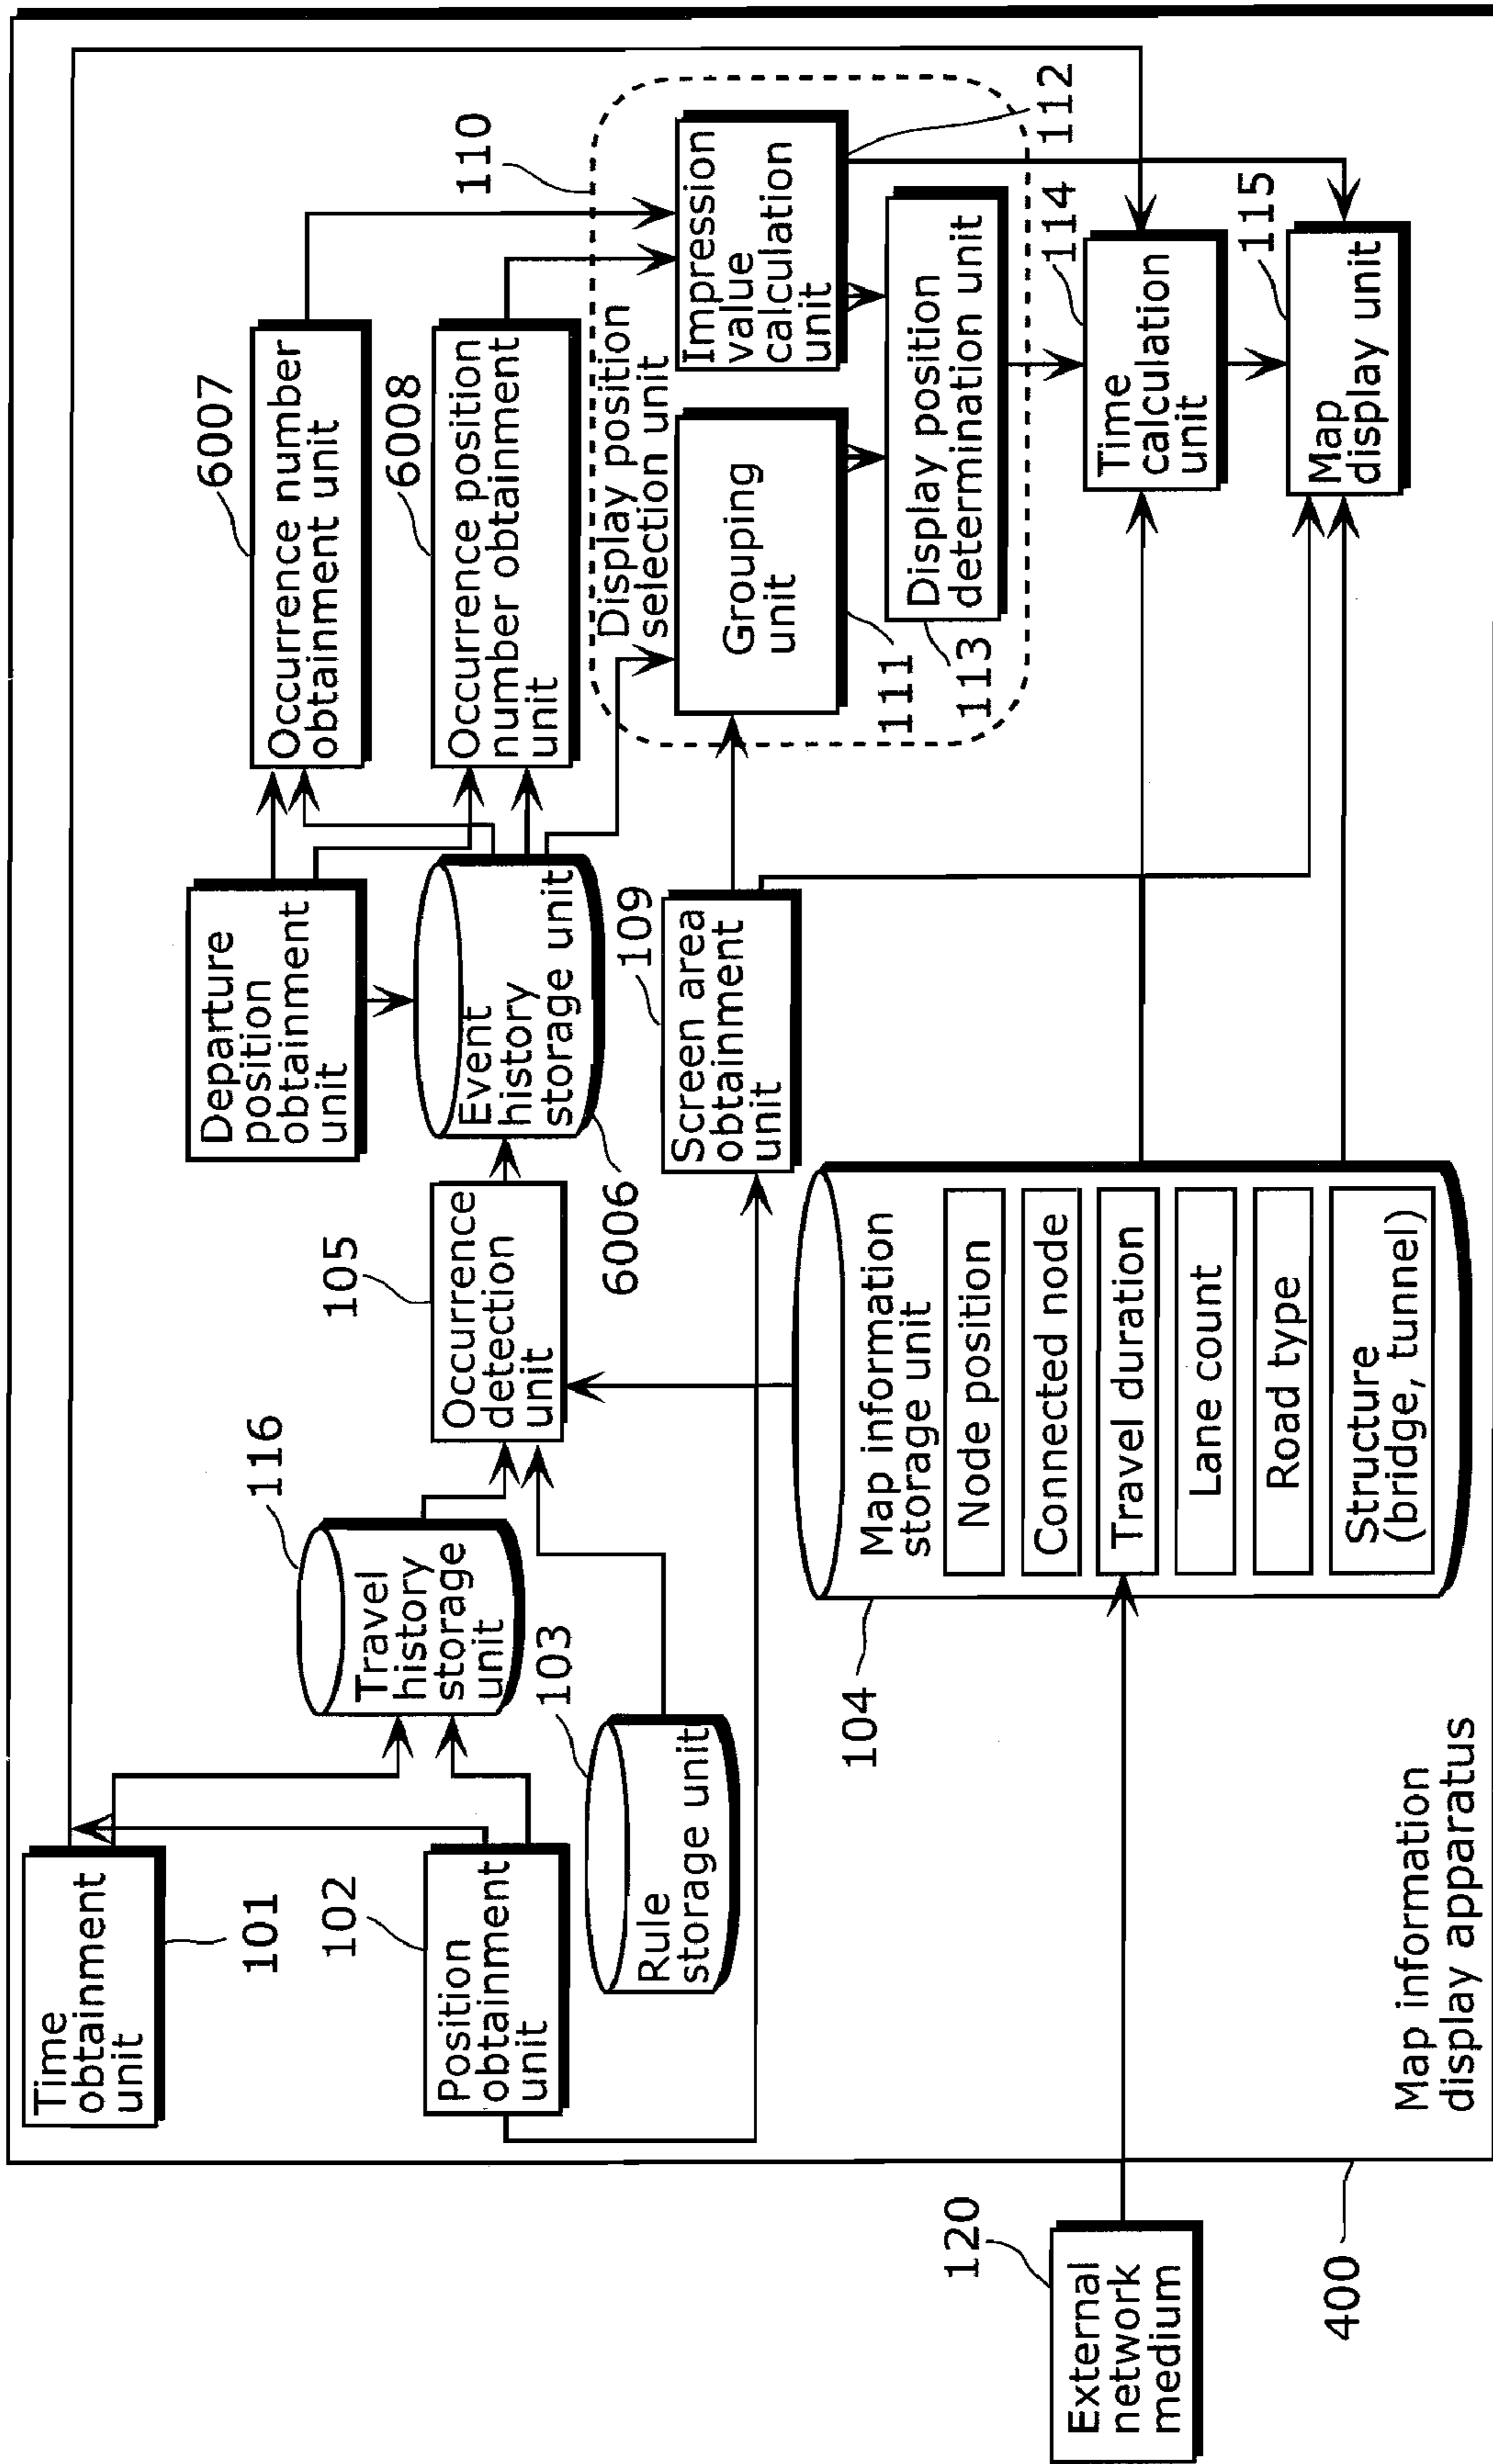 Time
obtainment
unit
101
Position
obtainment
unit
102
Rule
storage unit
103
Travel
history
storage
unit
116
Occurrence
detection
unit
105
Departure
position
obtainment
unit
Event
history
storage unit
6006
Occurrence number
obtainment unit
6007
Occurrence position
number obtainment
unit
6008
Screen area
obtainment
unit
109
Display position
selection unit
110
Grouping
unit
111
Impression
value
calculation
unit
112
Display position
determination unit
113
Time
calculation
unit
114
Map
display unit
115
Map information
storage unit
Node position
Connected node
Travel duration
Lane count
Road type
Structure
(bridge, tunnel)
104
Map information
display apparatus
External
network
medium
120
400